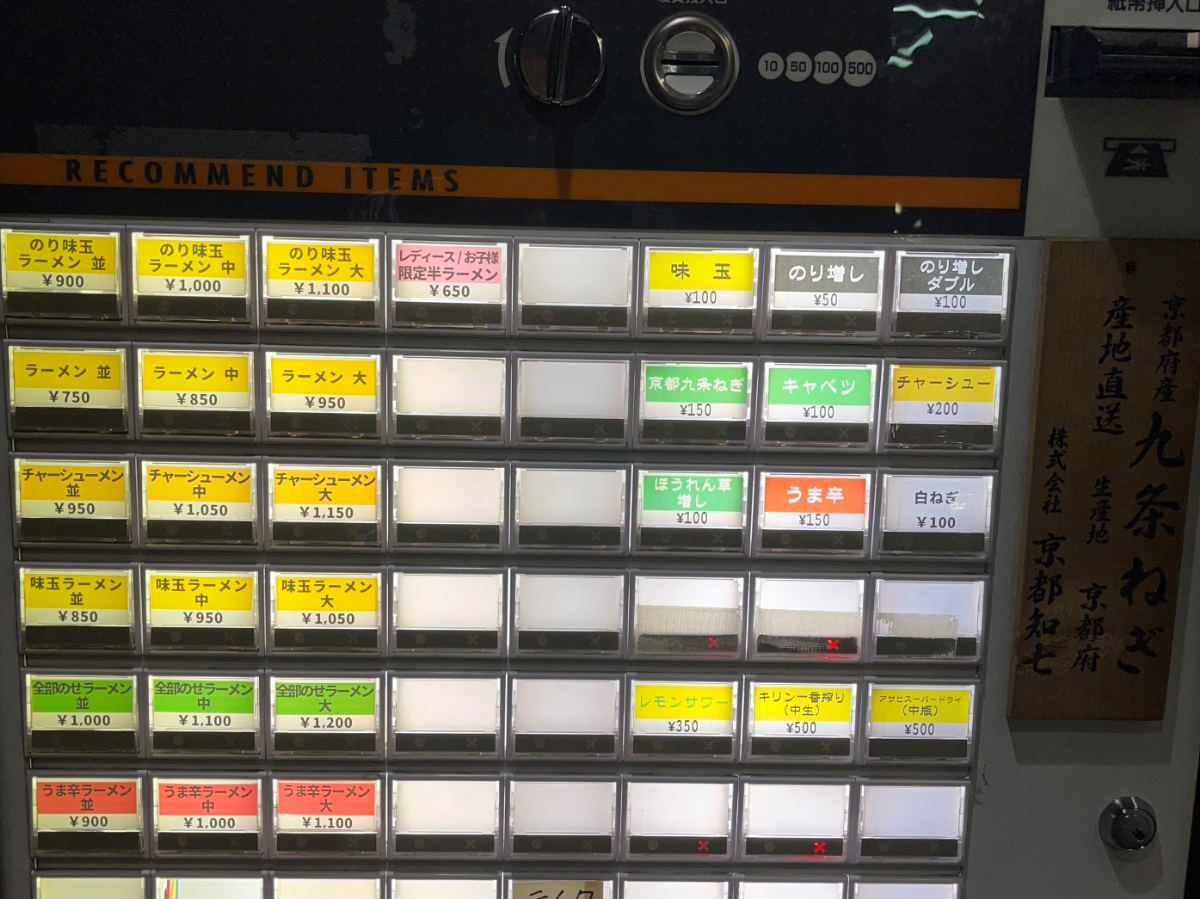 10 50 100 500
RECOMMEND ITEMS
のり味玉
ラーメン 並
￥900
のり味玉
ラーメン 中
￥1,000
のり味玉
ラーメン 大
￥1,100
レディース/お子様
限定半ラーメン
￥650
味 玉
¥100
のり増し
¥50
のり増し
ダブル
¥100
ラーメン 並
￥750
ラーメン 中
￥850
ラーメン 大
￥950
京都九条ねぎ
¥150
キャベツ
¥100
チャーシュー
¥200
チャーシューメン
並
￥950
チャーシューメン
中
￥1,050
チャーシューメン
大
￥1,150
ほうれん草
増し
¥100
うま辛
¥150
白ねぎ
￥100
味玉ラーメン
並
￥850
味玉ラーメン
中
￥950
味玉ラーメン
大
￥1,050
全部のせラーメン
並
￥1,000
全部のせラーメン
中
￥1,100
全部のせラーメン
大
￥1,200
レモンサワー
¥350
キリン一番搾り
(中生)
¥500
アサヒスーパードライ
(中瓶)
¥500
うま辛ラーメン
並
￥900
うま辛ラーメン
中
￥1,000
うま辛ラーメン
大
￥1,100
紙幣挿入口
京都府産 九条ねぎ
産地直送 生産地 京都府
株式会社 京都知七